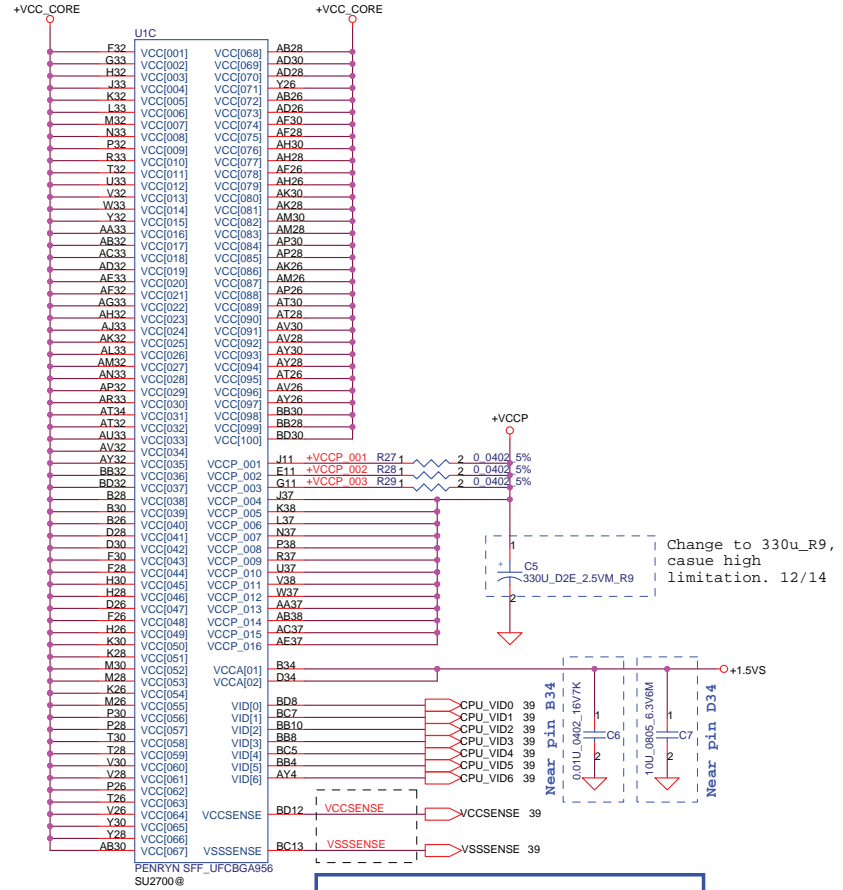 +VCC_CORE +VCC_CORE
U1C
F32 VCC[001] VCC[068] AB28
G33 VCC[002] VCC[069] AD30
H32 VCC[003] VCC[070] AD28
J33 VCC[004] VCC[071] Y26
K32 VCC[005] VCC[072] AB26
L33 VCC[006] VCC[073] AD26
M32 VCC[007] VCC[074] AF30
N33 VCC[008] VCC[075] AF28
P32 VCC[009] VCC[076] AH30
R33 VCC[010] VCC[077] AH28
T32 VCC[011] VCC[078] AF26
U33 VCC[012] VCC[079] AH26
V32 VCC[013] VCC[080] AK30
W33 VCC[014] VCC[081] AK28
Y32 VCC[015] VCC[082] AM30
AA33 VCC[016] VCC[083] AM28
AB32 VCC[017] VCC[084] AP30
AC33 VCC[018] VCC[085] AP28
AD32 VCC[019] VCC[086] AK26
AE33 VCC[020] VCC[087] AM26
AF32 VCC[021] VCC[088] AP26
AG33 VCC[022] VCC[089] AT30
AH32 VCC[023] VCC[090] AT28
AJ33 VCC[024] VCC[091] AV30
AK32 VCC[025] VCC[092] AV28
AL33 VCC[026] VCC[093] AY30
AM32 VCC[027] VCC[094] AY28
AN33 VCC[028] VCC[095] AT26
AP32 VCC[029] VCC[096] AV26
AR33 VCC[030] VCC[097] AY26
AT34 VCC[031] VCC[098] BB30
AT32 VCC[032] VCC[099] BB28
AU33 VCC[033] VCC[100] BD30
AV32 VCC[034]
+VCCP
AY32 VCC[035] VCCP_001 J11 +VCCP_001 R27 1 2 0_0402_5%
BB32 VCC[036] VCCP_002 E11 +VCCP_002 R28 1 2 0_0402_5%
BD32 VCC[037] VCCP_003 G11 +VCCP_003 R29 1 2 0_0402_5%
B28 VCC[038] VCCP_004 J37
B30 VCC[039] VCCP_005 K38
B26 VCC[040] VCCP_006 L37
D28 VCC[041] VCCP_007 N37
D30 VCC[042] VCCP_008 P38
F30 VCC[043] VCCP_009 R37
F28 VCC[044] VCCP_010 U37
H30 VCC[045] VCCP_011 V38
H28 VCC[046] VCCP_012 W37
D26 VCC[047] VCCP_013 AA37
F26 VCC[048] VCCP_014 AB38
H26 VCC[049] VCCP_015 AC37
K30 VCC[050] VCCP_016 AE37
K28 VCC[051]
1
+ C5
330U_D2E_2.5VM_R9
2
Change to 330u_R9,
casue high
limitation. 12/14
M30 VCC[052] VCCA[01] B34
M28 VCC[053] VCCA[02] D34
+1.5VS
K26 VCC[054]
M26 VCC[055] VID[0] BD8 CPU_VID0 39
P30 VCC[056] VID[1] BC7 CPU_VID1 39
P28 VCC[057] VID[2] BB10 CPU_VID2 39
T30 VCC[058] VID[3] BB8 CPU_VID3 39
T28 VCC[059] VID[4] BC5 CPU_VID4 39
V30 VCC[060] VID[5] BB4 CPU_VID5 39
V28 VCC[061] VID[6] AY4 CPU_VID6 39
P26 VCC[062]
T26 VCC[063]
V26 VCC[064] VCCSENSE BD12 VCCSENSE VCCSENSE 39
Y30 VCC[065]
Y28 VCC[066]
AB30 VCC[067] VSSSENSE BC13 VSSSENSE VSSSENSE 39
Near pin B34
0.01U_0402_16V7K
1
C6
2
10U_0805_6.3V6M
1
C7
2
Near pin D34
PENRYN SFF_UFCBGA956
SU2700@